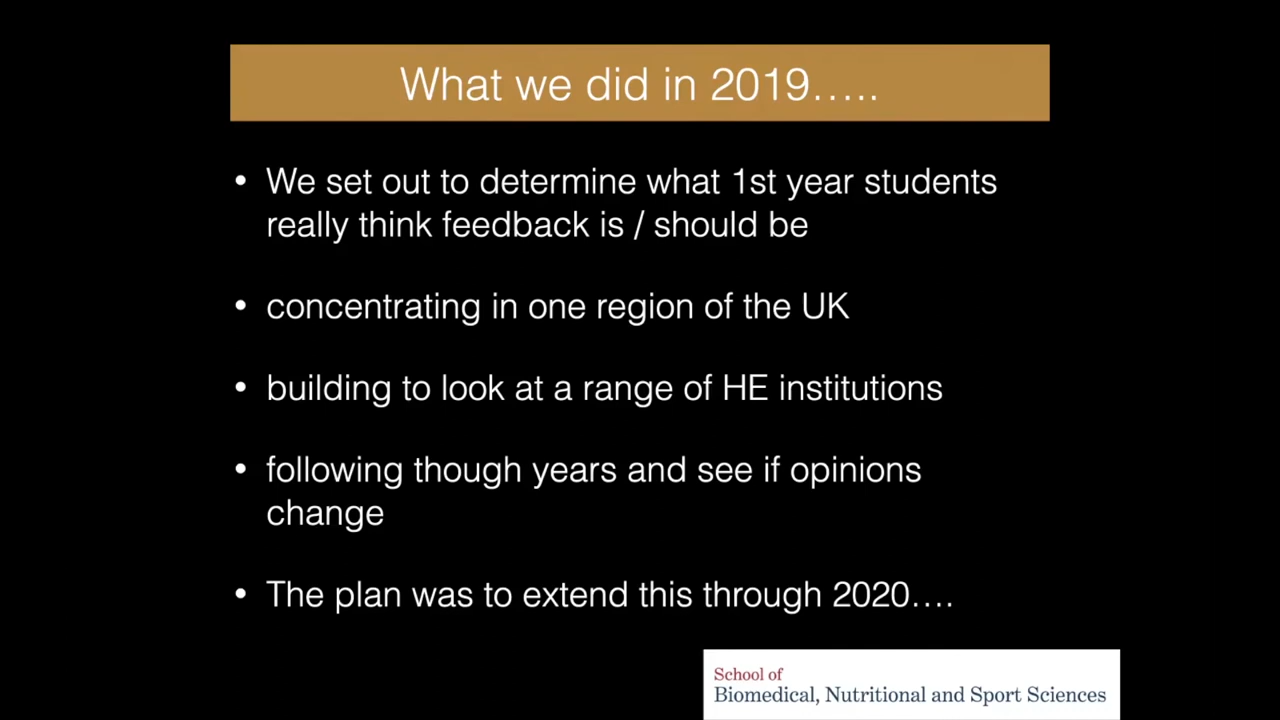 What we did in 2019…..
• We set out to determine what 1st year students
really think feedback is / should be
• concentrating in one region of the UK
• building to look at a range of HE institutions
• following though years and see if opinions
change
• The plan was to extend this through 2020….
School of
Biomedical, Nutritional and Sport Sciences